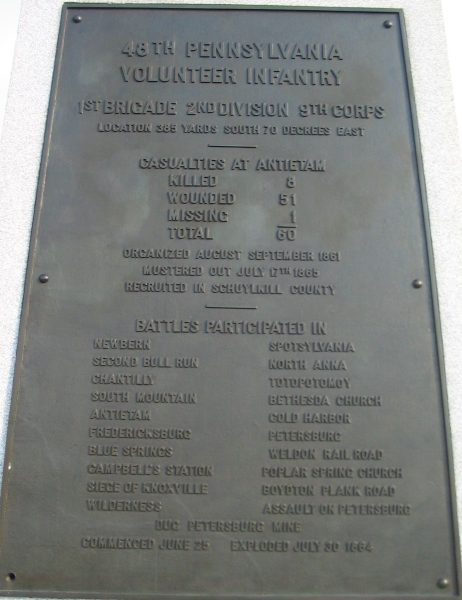 48TH PENNSYLVANIA
VOLUNTEER INFANTRY
1ST BRIGADE 2ND DIVISION 9TH CORPS
LOCATION 385 YARDS SOUTH 70 DEGREES EAST
CASUALTIES AT ANTIETAM
KILLED 8
WOUNDED 51
MISSING 1
TOTAL 60
ORGANIZED AUGUST SEPTEMBER 1861
MUSTERED OUT JULY 17TH 1865
RECRUITED IN SCHUYLKILL COUNTY
BATTLES PARTICIPATED IN
NEWBERN SPOTSYLVANIA
SECOND BULL RUN NORTH ANNA
CHANTILLY TOTOPOTOMOY
SOUTH MOUNTAIN BETHESDA CHURCH
ANTIETAM COLD HARBOR
FREDERICKSBURG PETERSBURG
BLUE SPRINGS WELDON RAIL ROAD
CAMPBELL'S STATION POPLAR SPRING CHURCH
SIEGE OF KNOXVILLE BOYDTON PLANK ROAD
WILDERNESS ASSAULT ON PETERSBURG
DUG PETERSBURG MINE
COMMENCED JUNE 25 EXPLODED JULY 30 1864